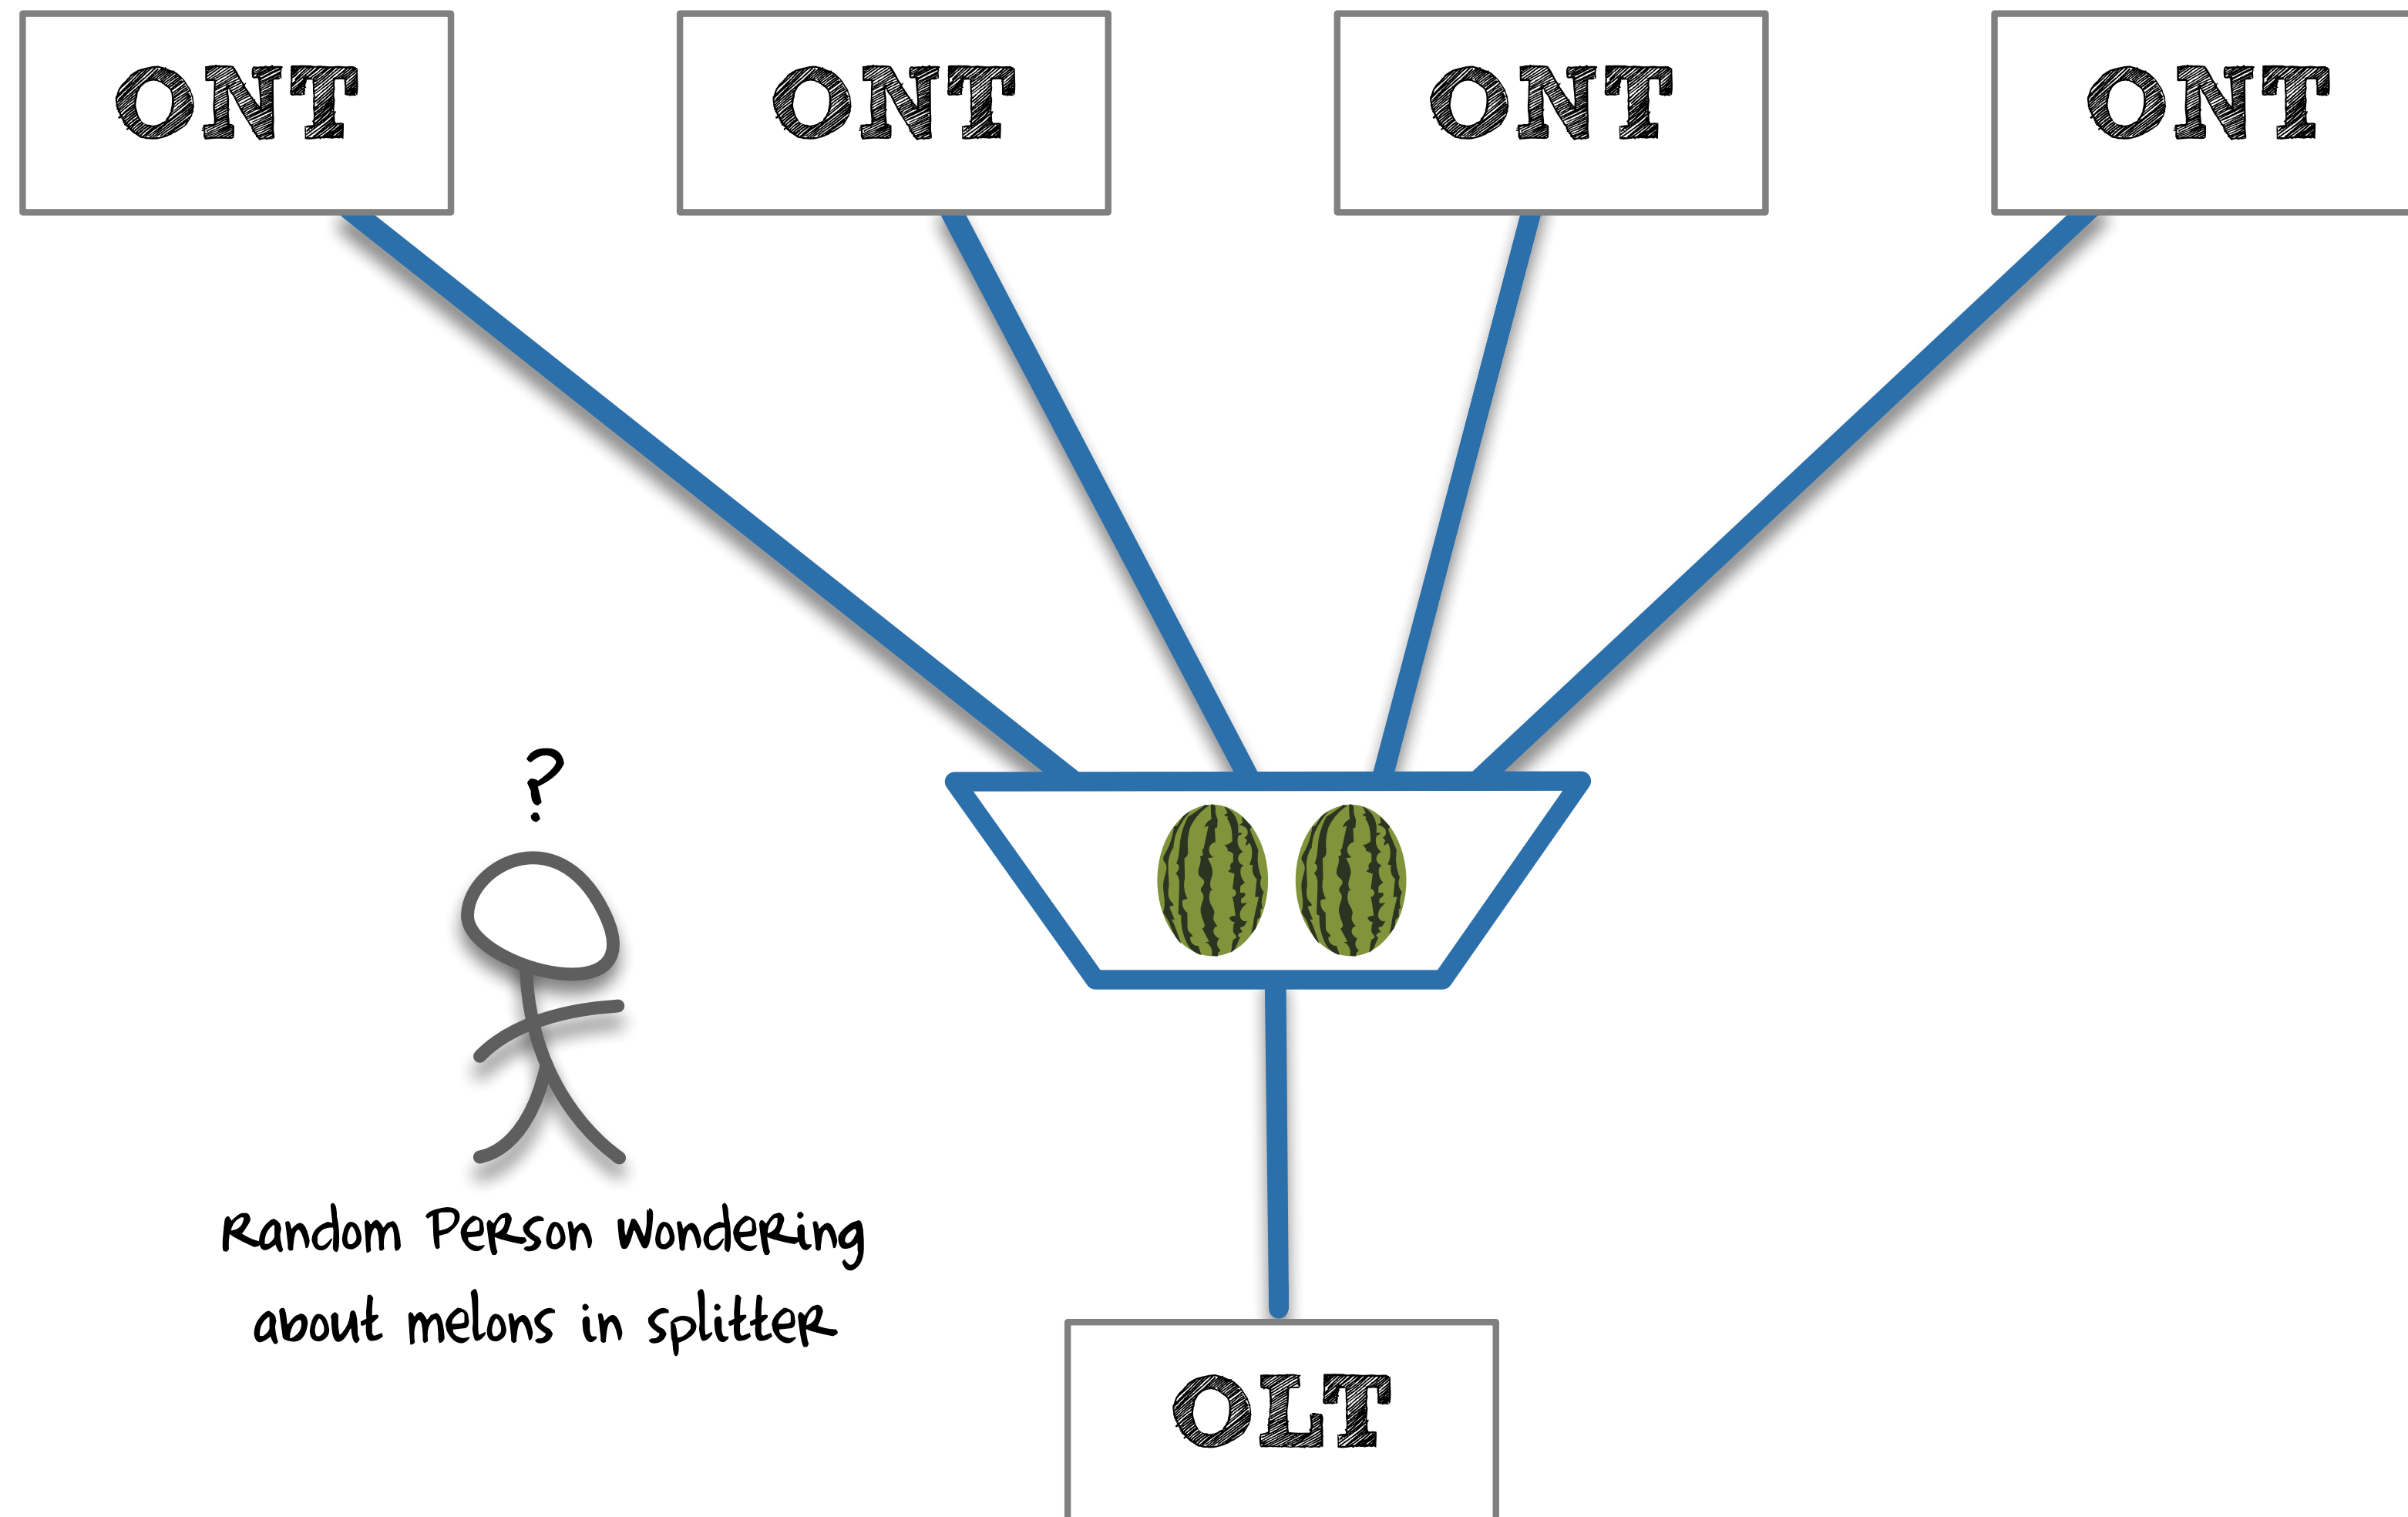 ONT
ONT
ONT
ONT
?
Random Person Wondering
about melons in splitter
OLT